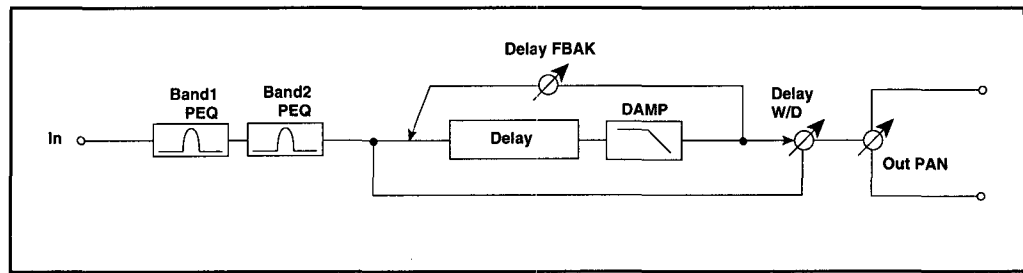 Delay FBAK
Band1
PEQ
Band2
PEQ
DAMP
Delay
W/D
In
Delay
Out PAN